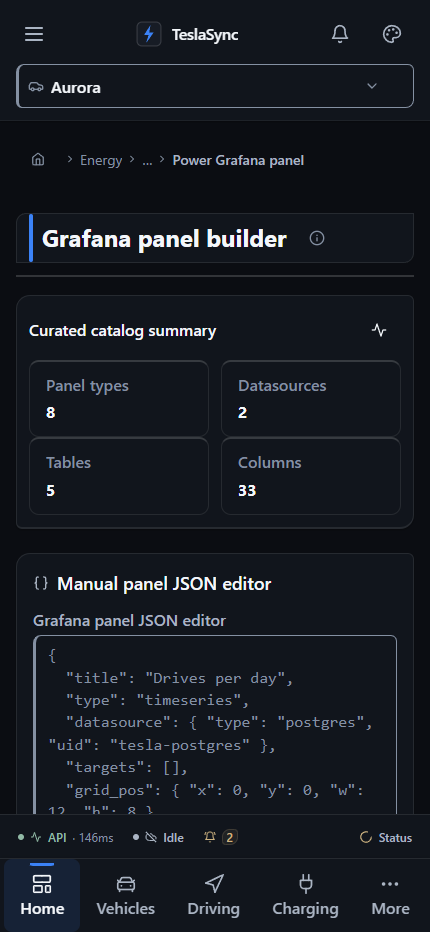 TeslaSync
Aurora
Energy > ... > Power Grafana panel
Grafana panel builder
Curated catalog summary
Panel types
8
Datasources
2
Tables
5
Columns
33
{} Manual panel JSON editor
Grafana panel JSON editor
{
"title": "Drives per day",
"type": "timeseries",
"datasource": { "type": "postgres",
"uid": "tesla-postgres" },
"targets": [],
"grid_pos": { "x": 0, "y": 0, "w":
12, "h": 8 }
API · 146ms
Idle
2
Status
Home
Vehicles
Driving
Charging
More